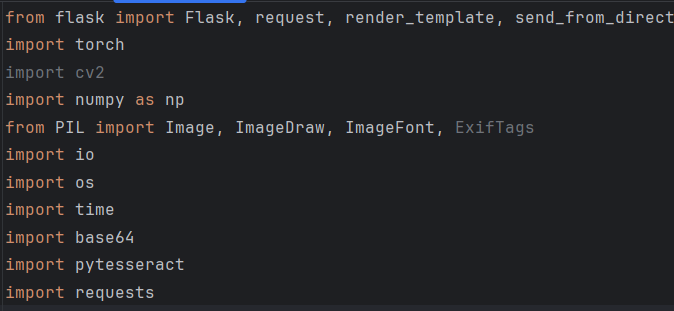 from flask import Flask, request, render_template, send_from_direct
import torch
import cv2
import numpy as np
from PIL import Image, ImageDraw, ImageFont, ExifTags
import io
import os
import time
import base64
import pytesseract
import requests